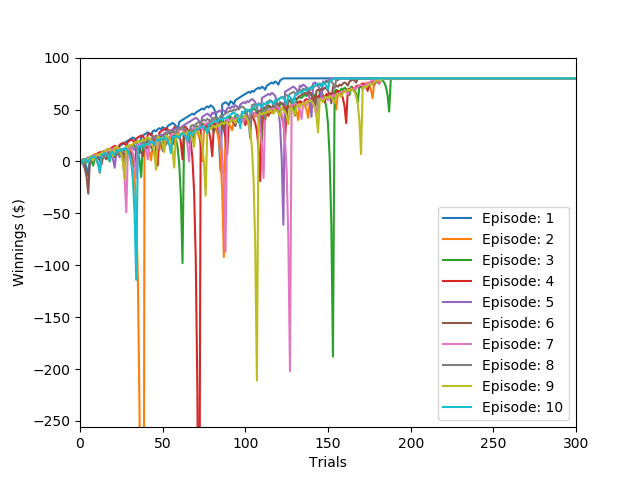 100
50
0
−50
−100
−150
−200
−250
Winnings ($)
0 50 100 150 200 250 300
Trials
Episode: 1
Episode: 2
Episode: 3
Episode: 4
Episode: 5
Episode: 6
Episode: 7
Episode: 8
Episode: 9
Episode: 10